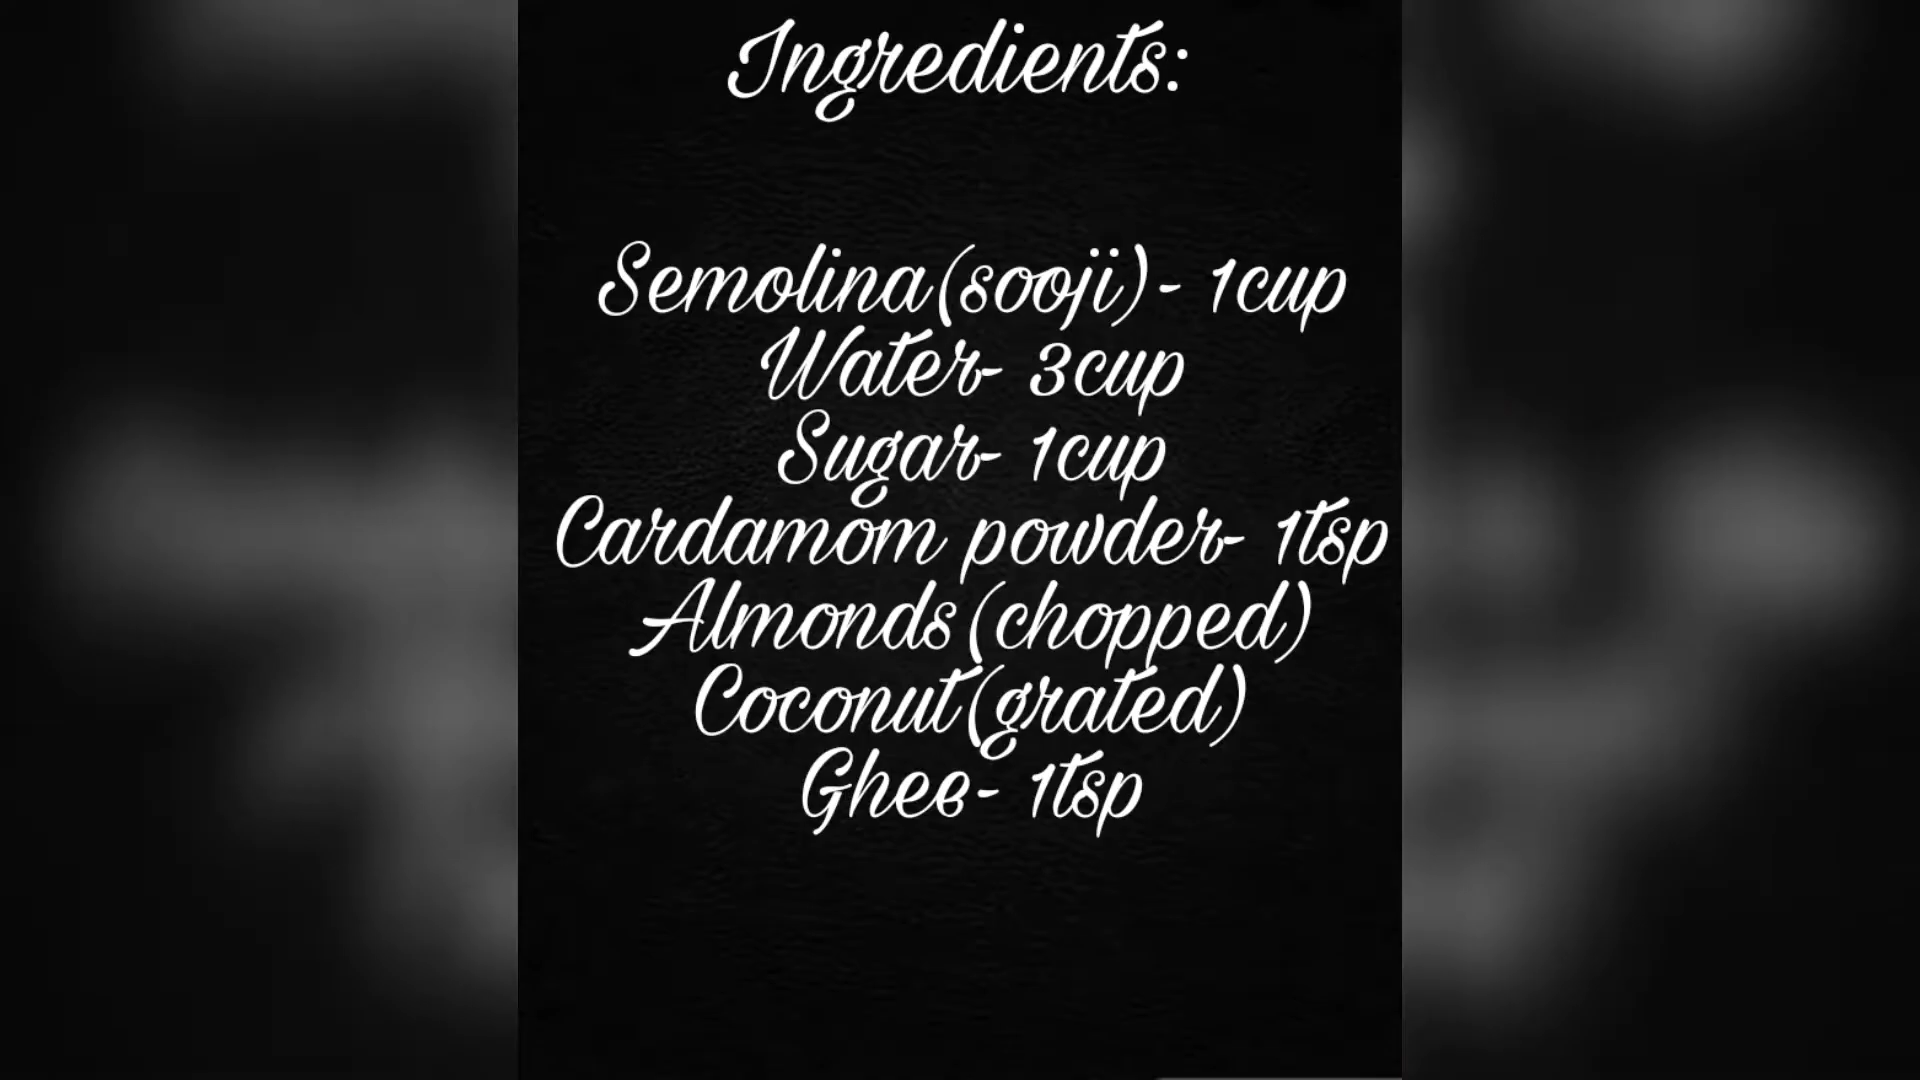 Ingredients:
Semolina(sooji)- 1cup
Water- 3cup
Sugar- 1cup
Cardamom powder- 1tsp
Almonds(chopped)
Coconut(grated)
Ghee- 1tsp